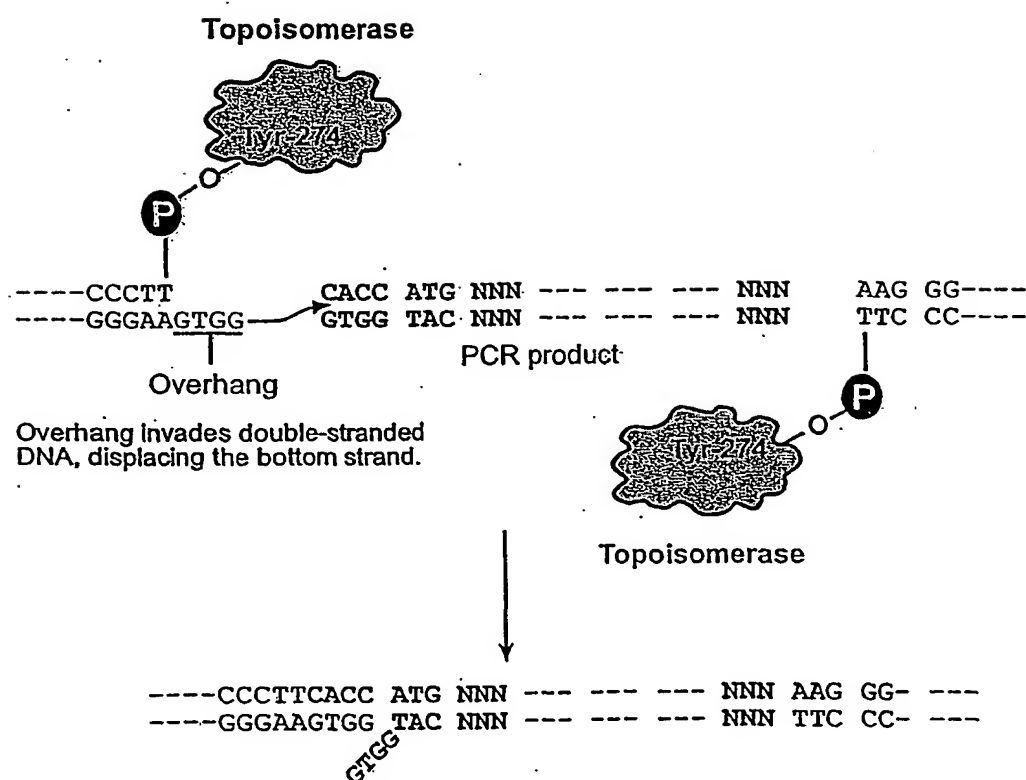 Topoisomerase
Tyr-274
O
P
----CCCTT CACC ATG NNN --- --- --- NNN AAG GG----
----GGGAAGTGG GTGG TAC NNN --- --- --- NNN TTC CC----
PCR product
Overhang
P
O
Overhang invades double-stranded
DNA, displacing the bottom strand.
Tyr-274
Topoisomerase
----CCCTTCACC ATG NNN --- --- --- NNN AAG GG- ---
----GGGAAGTGG TAC NNN --- --- --- NNN TTC CC- ---
GTGG